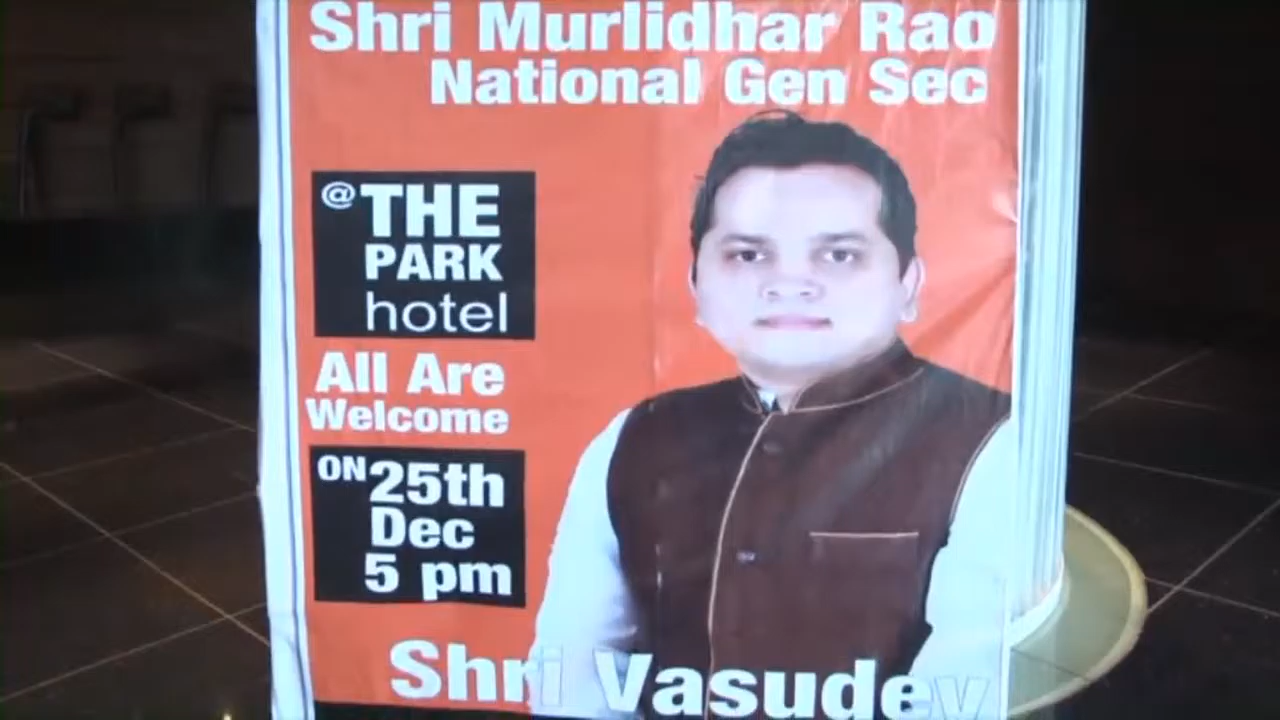 Shri Murlidhar Rao
National Gen Sec
@THE
PARK
hotel
All Are
Welcome
ON 25th
Dec
5 pm
Shri Vasudev